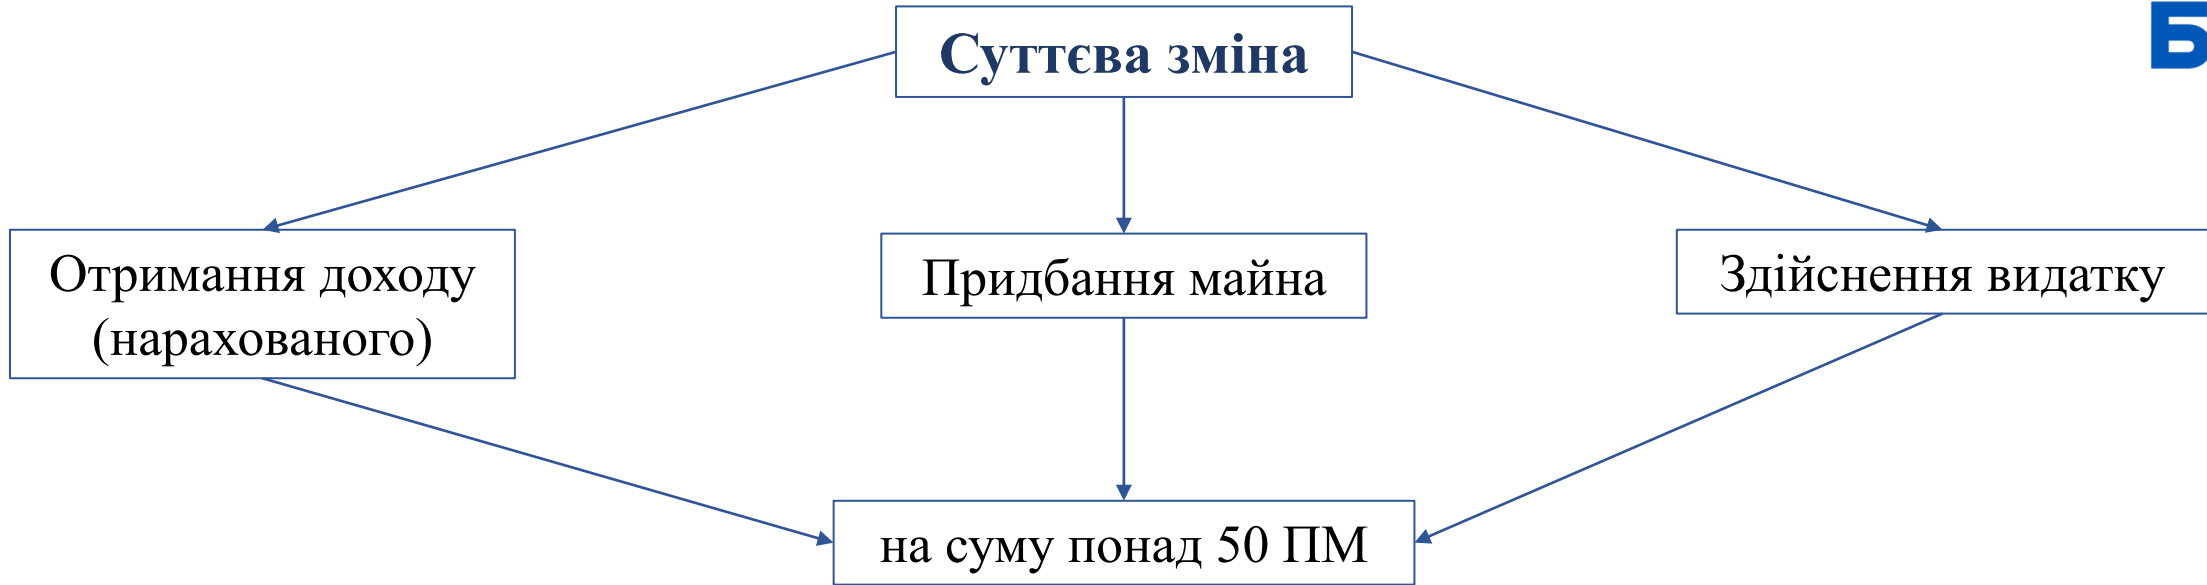 Суттєва зміна
Б
Отримання доходу
(нарахованого)
Придбання майна
Здійснення видатку
на суму понад 50 ПМ